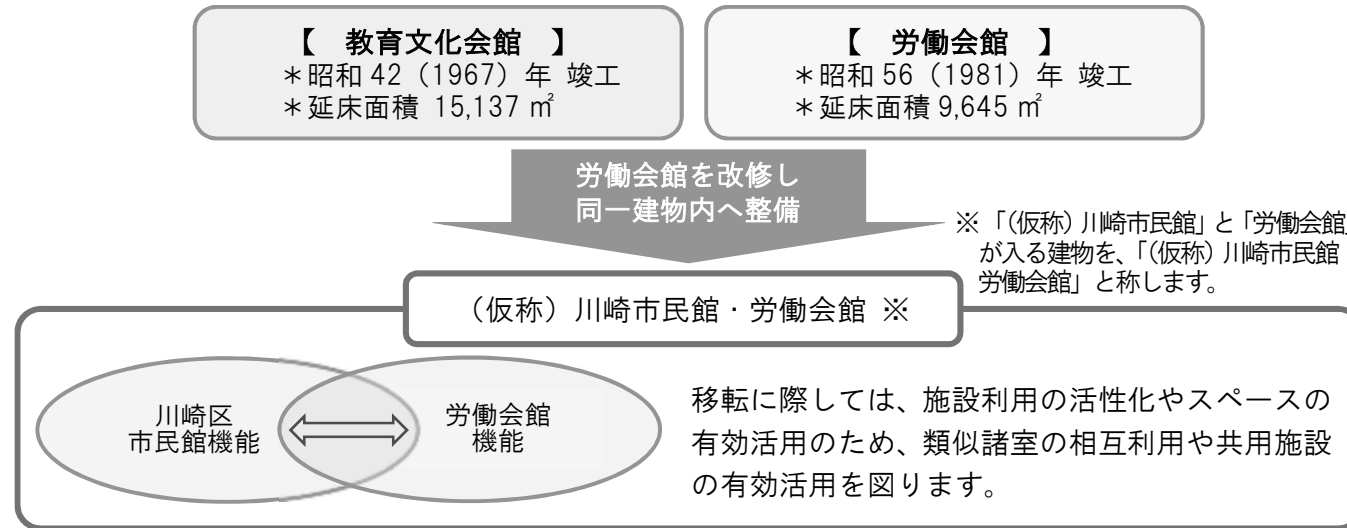 【 教育文化会館 】
＊昭和 42（1967）年 竣工
＊延床面積 15,137 ㎡
【 労働会館 】
＊昭和 56（1981）年 竣工
＊延床面積 9,645 ㎡
労働会館を改修し
同一建物内へ整備
※「(仮称) 川崎市民館」と「労働会館」
が入る建物を、「(仮称) 川崎市民館
労働会館」と称します。
（仮称）川崎市民館・労働会館 ※
川崎区
市民館機能
労働会館
機能
移転に際しては、施設利用の活性化やスペースの
有効活用のため、類似諸室の相互利用や共用施設
の有効活用を図ります。